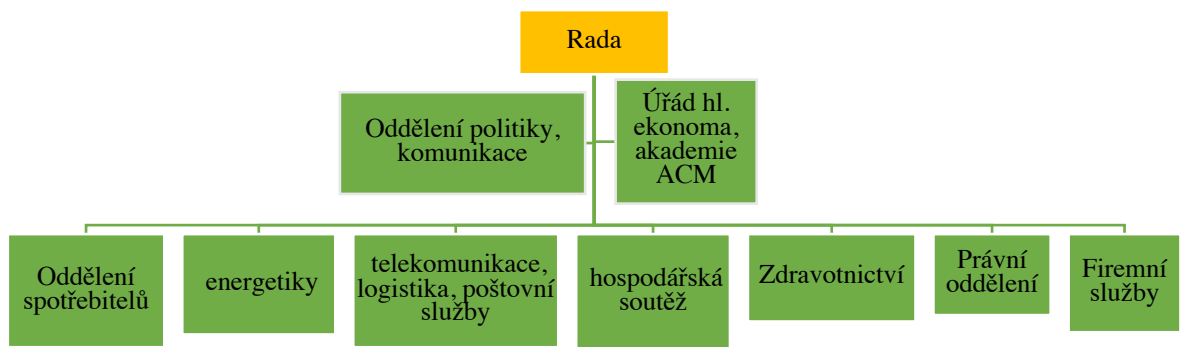 Rada
Oddělení politiky,
komunikace
Úřád hl.
ekonoma,
akademie
ACM
Oddělení
spotřebitelů
energetiky
telekomunikace,
logistika, poštovní
služby
hospodářská
soutěž
Zdravotnictví
Právní
oddělení
Firemní
služby